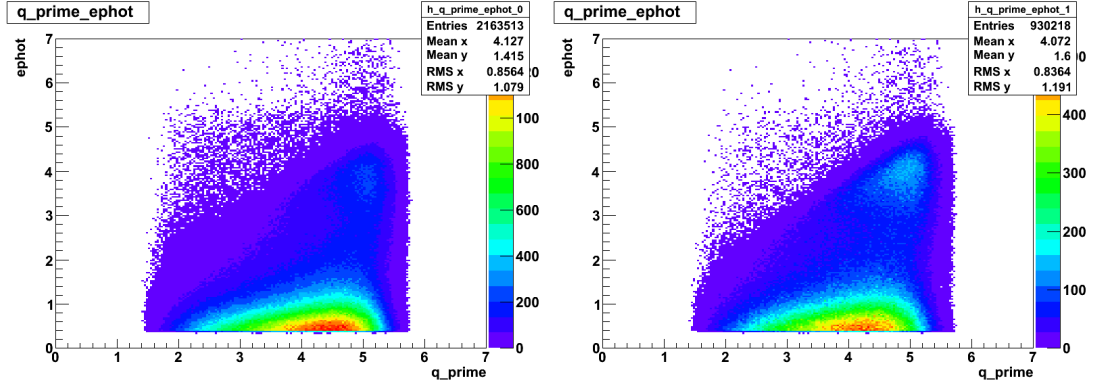 q_prime_ephot
h_q_prime_ephot_0
Entries 2163513
Mean x 4.127
Mean y 1.415
RMS x 0.8564
RMS y 1.079
ephot
7
6
5
4
3
2
1
0
0 1 2 3 4 5 6 7
q_prime
800
600
400
200
0
q_prime_ephot
h_q_prime_ephot_1
Entries 930218
Mean x 4.072
Mean y 1.6
RMS x 0.8364
RMS y 1.191
ephot
7
6
5
4
3
2
1
0
0 1 2 3 4 5 6 7
q_prime
400
300
200
100
0